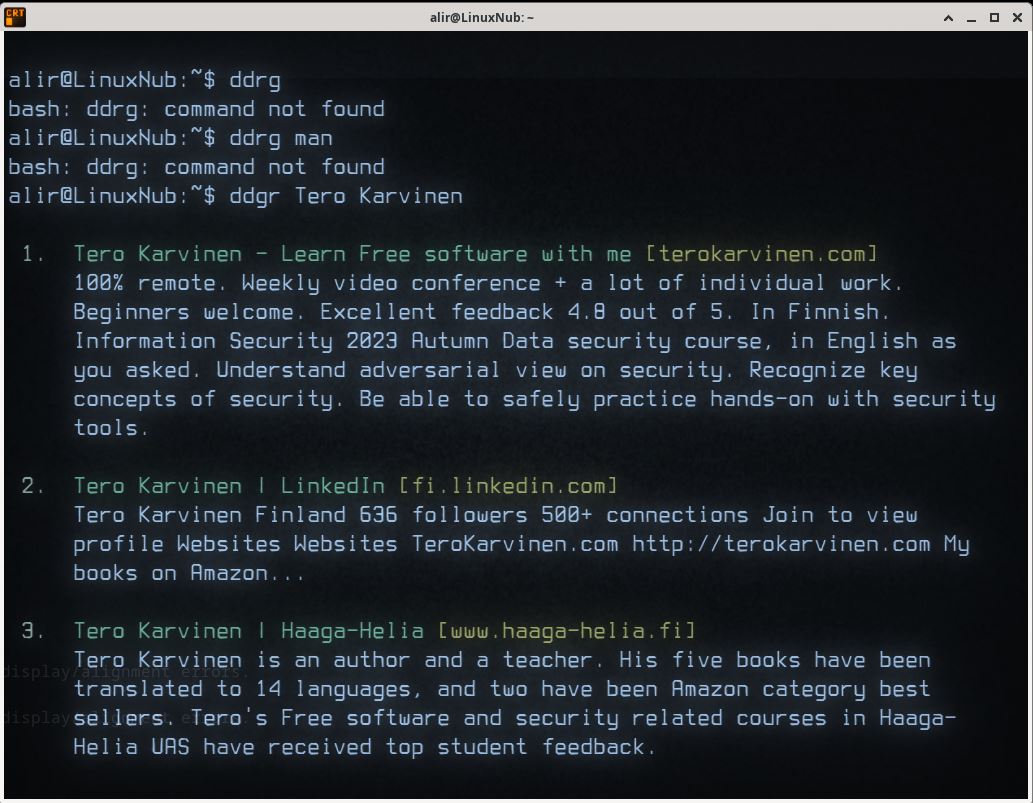 CRT
alir@LinuxNub: ~
alir@LinuxNub:~$ ddrg
bash: ddrg: command not found
alir@LinuxNub:~$ ddrg man
bash: ddrg: command not found
alir@LinuxNub:~$ ddgr Tero Karvinen
1. Tero Karvinen - Learn Free software with me [terokarvinen.com]
100% remote. Weekly video conference + a lot of individual work.
Beginners welcome. Excellent feedback 4.8 out of 5. In Finnish.
Information Security 2023 Autumn Data security course, in English as
you asked. Understand adversarial view on security. Recognize key
concepts of security. Be able to safely practice hands-on with security
tools.
2. Tero Karvinen | LinkedIn [fi.linkedin.com]
Tero Karvinen Finland 636 followers 500+ connections Join to view
profile Websites Websites TeroKarvinen.com http://terokarvinen.com My
books on Amazon...
3. Tero Karvinen | Haaga-Helia [www.haaga-helia.fi]
Tero Karvinen is an author and a teacher. His five books have been
display/alignment errors.
translated to 14 languages, and two have been Amazon category best
sellers. Tero's Free software and security related courses in Haaga-
display
Helia UAS have received top student feedback.